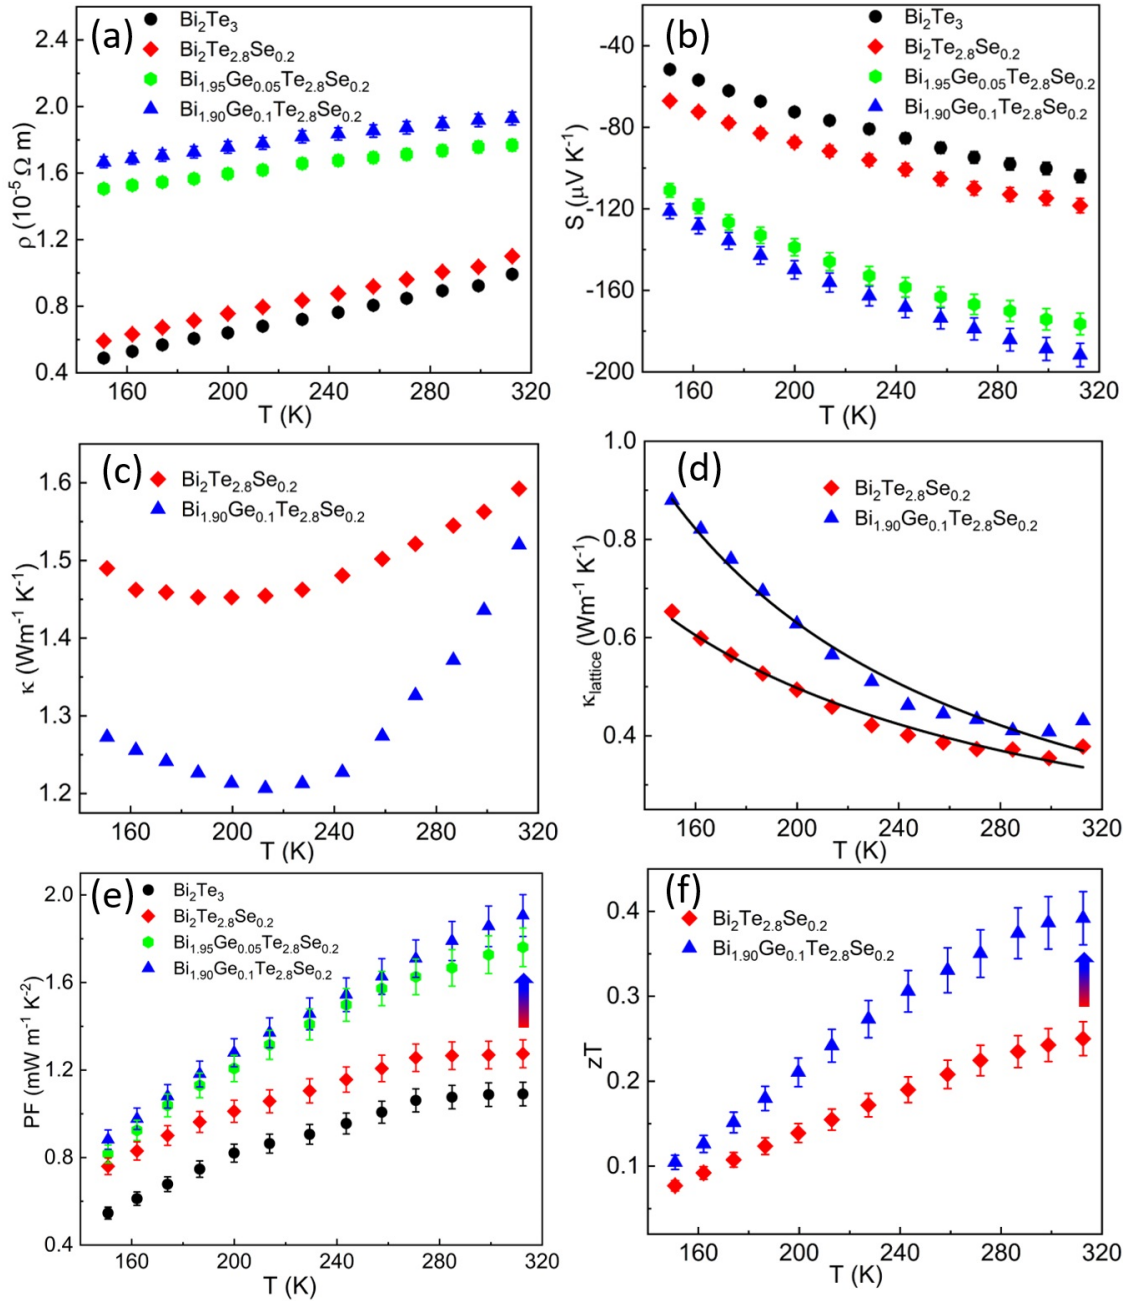 (a)
Bi₂Te₃
Bi₂Te₂.₈Se₀.₂
Bi₁.₉₅Ge₀.₀₅Te₂.₈Se₀.₂
Bi₁.₉₀Ge₀.₁Te₂.₈Se₀.₂
2.4
2.0
1.6
1.2
0.8
0.4
ρ (10⁻⁵ Ω m)
160 200 240 280 320
T (K)
(b)
Bi₂Te₃
Bi₂Te₂.₈Se₀.₂
Bi₁.₉₅Ge₀.₀₅Te₂.₈Se₀.₂
Bi₁.₉₀Ge₀.₁Te₂.₈Se₀.₂
-40
-80
-120
-160
-200
S (μV K⁻¹)
160 200 240 280 320
T (K)
(c)
Bi₂Te₂.₈Se₀.₂
Bi₁.₉₀Ge₀.₁Te₂.₈Se₀.₂
1.6
1.5
1.4
1.3
1.2
κ (Wm⁻¹ K⁻¹)
160 200 240 280 320
T (K)
(d)
Bi₂Te₂.₈Se₀.₂
Bi₁.₉₀Ge₀.₁Te₂.₈Se₀.₂
1.0
0.8
0.6
0.4
κlattice (Wm⁻¹ K⁻¹)
160 200 240 280 320
T (K)
(e)
Bi₂Te₃
Bi₂Te₂.₈Se₀.₂
Bi₁.₉₅Ge₀.₀₅Te₂.₈Se₀.₂
Bi₁.₉₀Ge₀.₁Te₂.₈Se₀.₂
2.0
1.6
1.2
0.8
0.4
PF (mW m⁻¹ K⁻²)
160 200 240 280 320
T (K)
(f)
Bi₂Te₂.₈Se₀.₂
Bi₁.₉₀Ge₀.₁Te₂.₈Se₀.₂
0.4
0.3
0.2
0.1
zT
160 200 240 280 320
T (K)